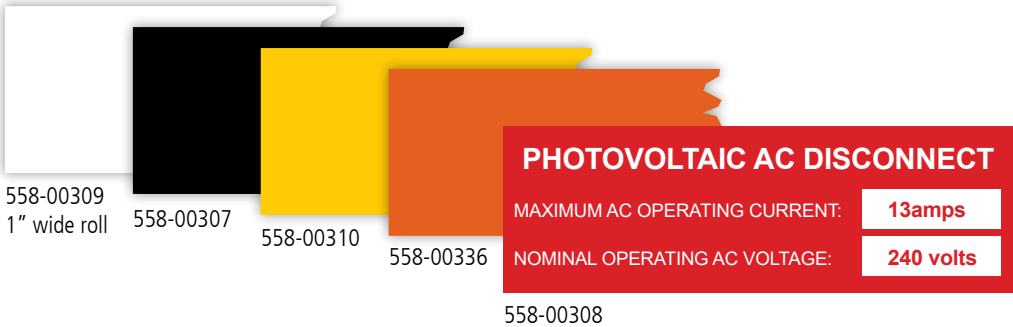 558-00309
1” wide roll
558-00307
558-00310
558-00336
PHOTOVOLTAIC AC DISCONNECT
MAXIMUM AC OPERATING CURRENT: 13amps
NOMINAL OPERATING AC VOLTAGE: 240 volts
558-00308